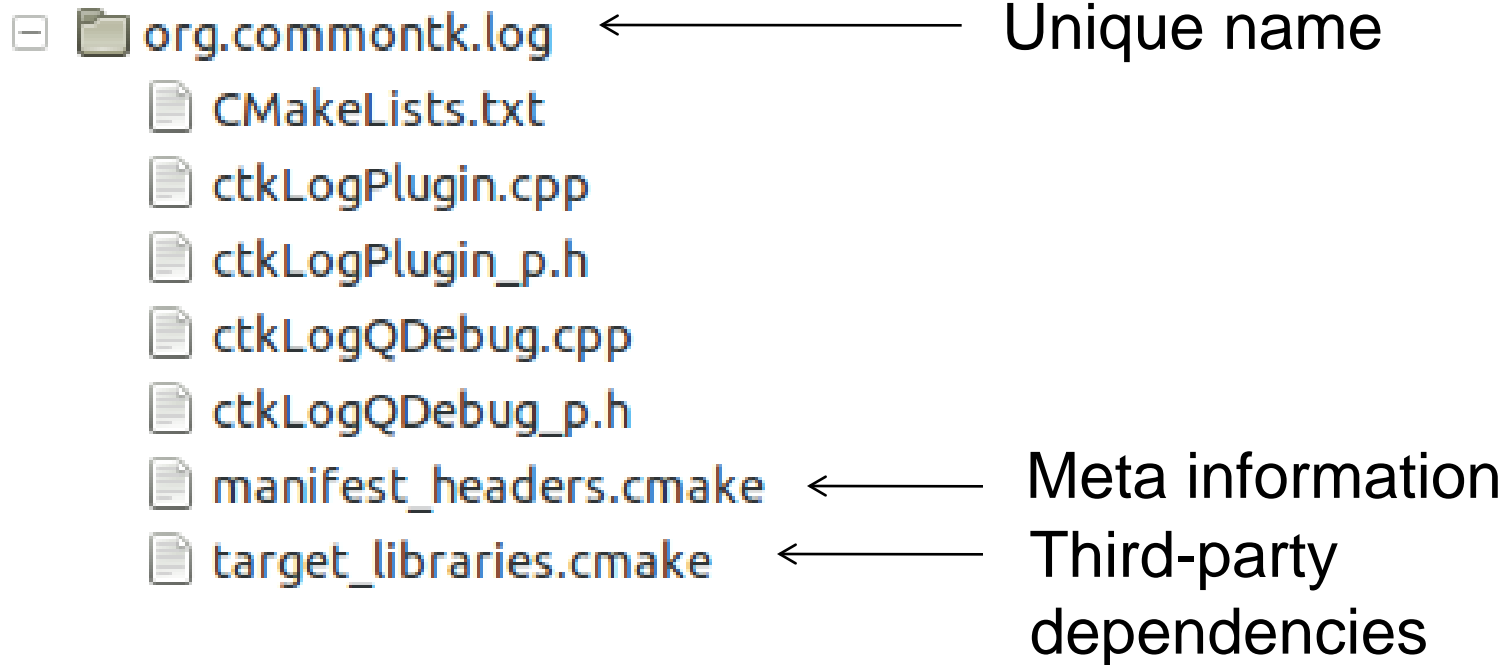 org.commontk.log Unique name
CMakeLists.txt
ctkLogPlugin.cpp
ctkLogPlugin_p.h
ctkLogQDebug.cpp
ctkLogQDebug_p.h
manifest_headers.cmake Meta information
target_libraries.cmake Third-party
dependencies